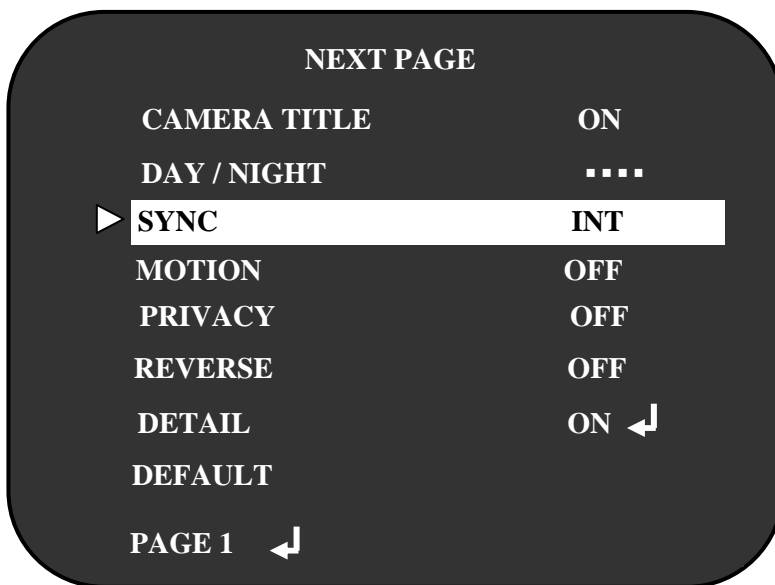 NEXT PAGE
CAMERA TITLE ON
DAY / NIGHT ....
SYNC INT
MOTION OFF
PRIVACY OFF
REVERSE OFF
DETAIL ON
DEFAULT
PAGE 1